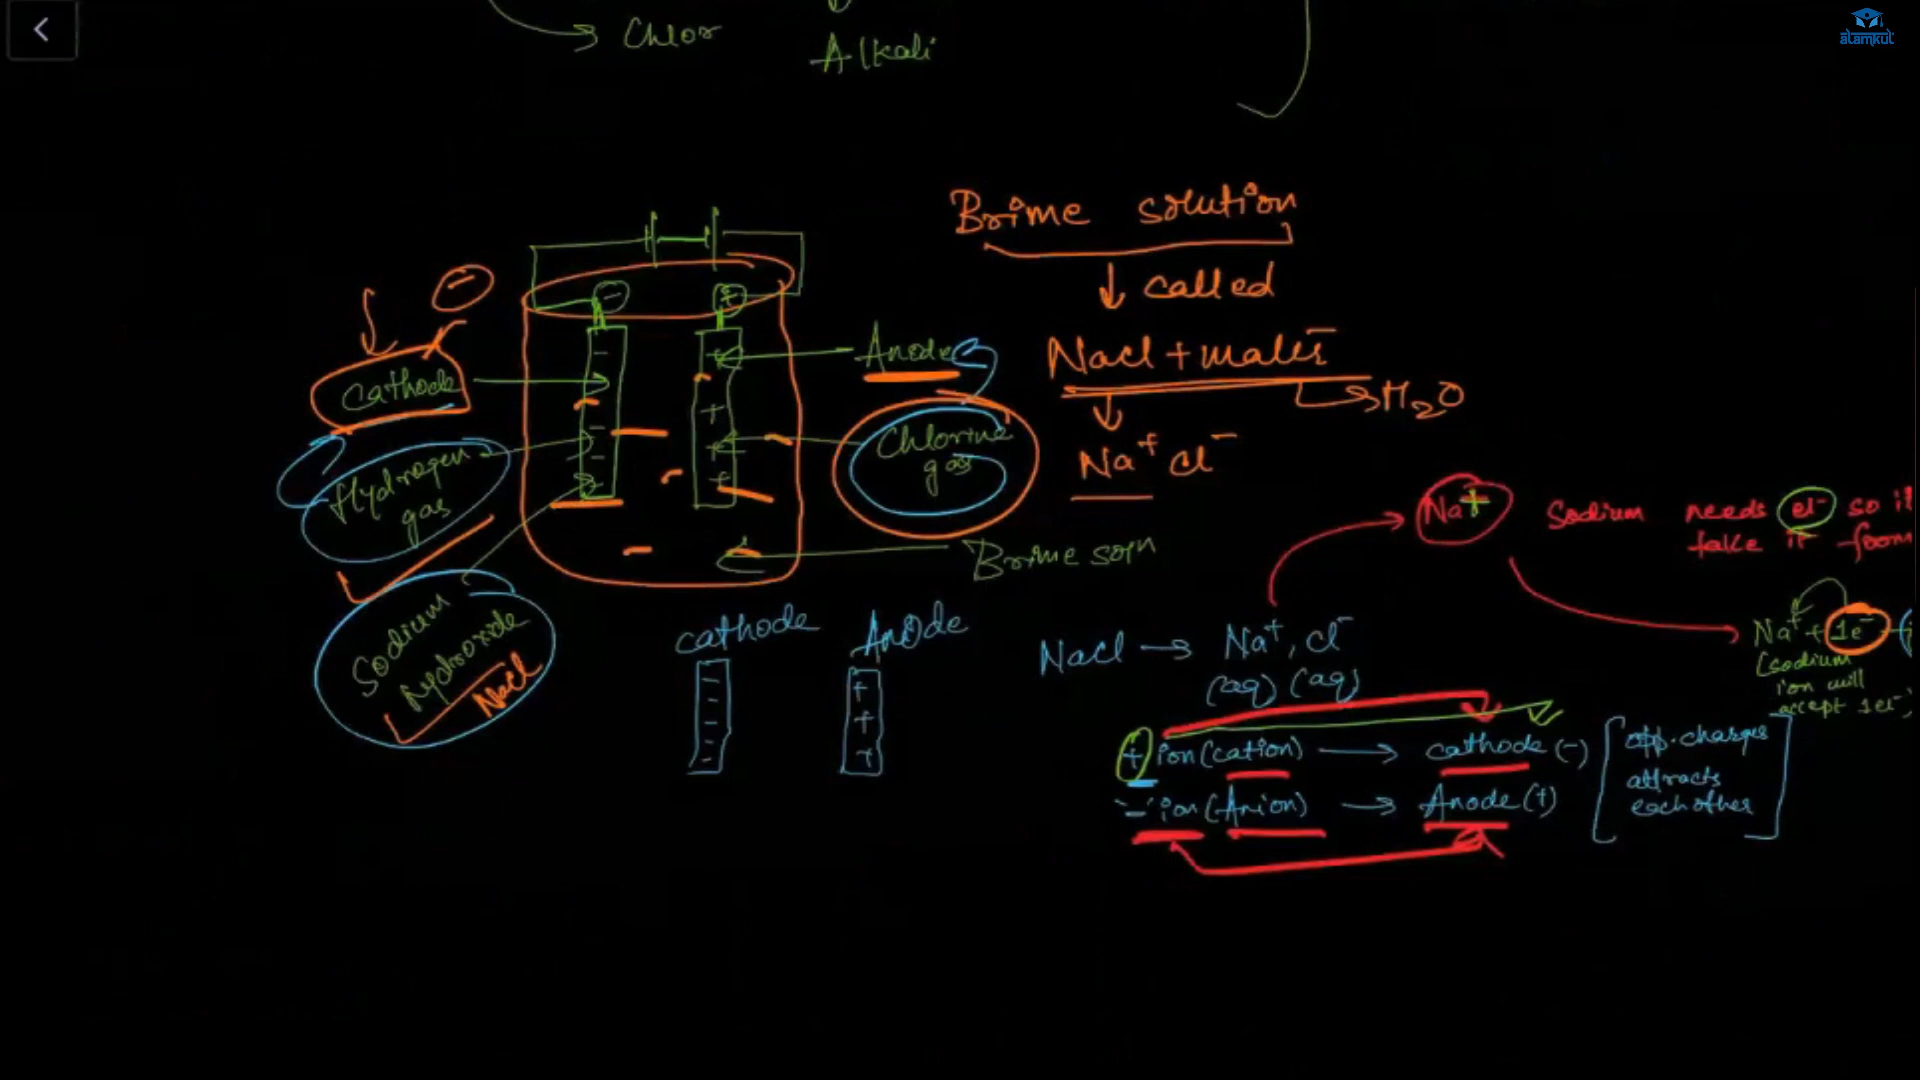 alamkul
Chlor
Alkali
Brime solution
called
Nacl + water
H2O
Na+ Cl-
-
- +
Cathode
Anode
Hydrogen
gas
Chlorine
gas
Brime soln
Sodium
hydroxide
Nacl
cathode Anode
Na+ Sodium needs el- so it
take it from
Nacl → Na+, Cl-
(aq) (aq)
Na+ + 1e-
(sodium
ion will
accept 1el-)
+ ion (cation) → cathode (-)
'-' ion (Anion) → Anode (+)
opp. charges
attracts
each other